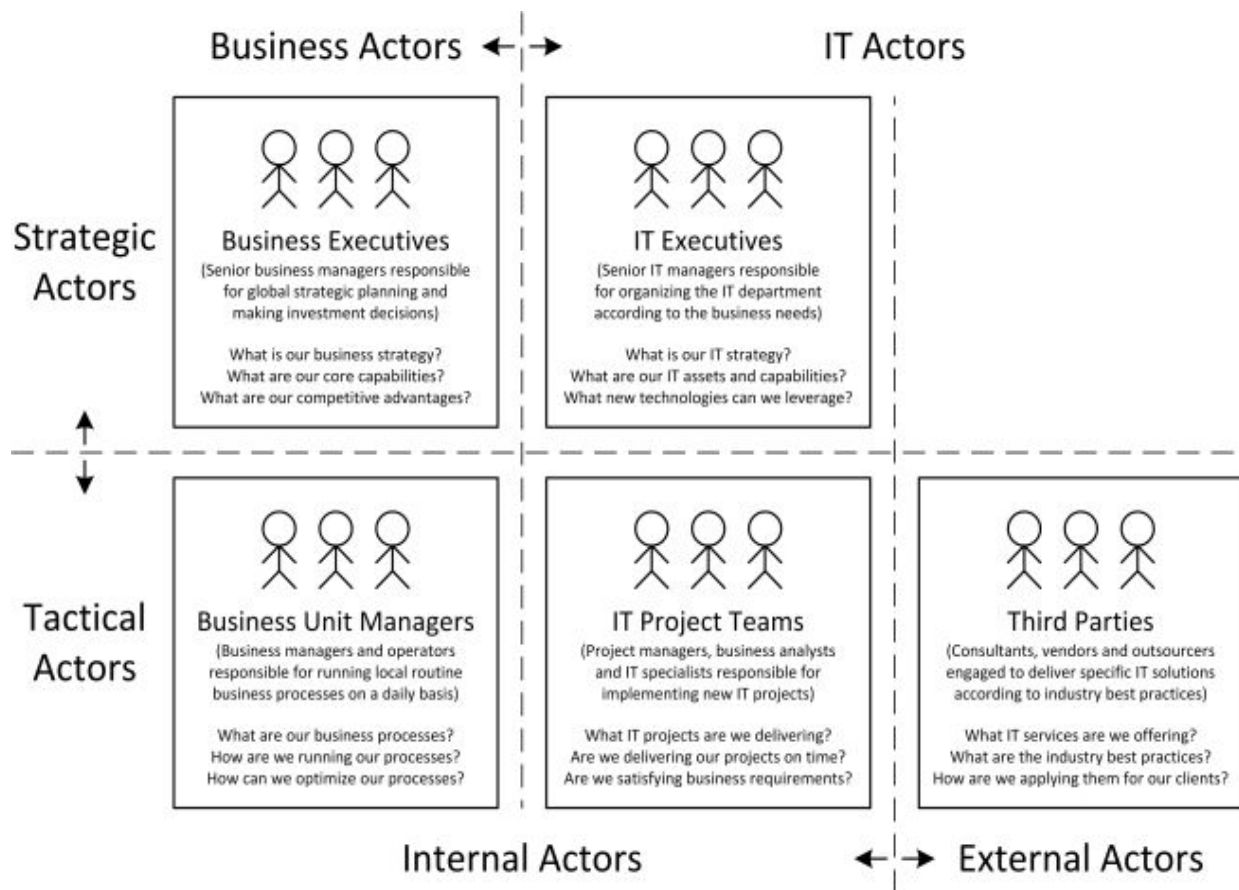 Business Actors
IT Actors
Strategic
Actors
Business Executives
(Senior business managers responsible
for global strategic planning and
making investment decisions)
What is our business strategy?
What are our core capabilities?
What are our competitive advantages?
IT Executives
(Senior IT managers responsible
for organizing the IT department
according to the business needs)
What is our IT strategy?
What are our IT assets and capabilities?
What new technologies can we leverage?
Tactical
Actors
Business Unit Managers
(Business managers and operators
responsible for running local routine
business processes on a daily basis)
What are our business processes?
How are we running our processes?
How can we optimize our processes?
IT Project Teams
(Project managers, business analysts
and IT specialists responsible for
implementing new IT projects)
What IT projects are we delivering?
Are we delivering our projects on time?
Are we satisfying business requirements?
Third Parties
(Consultants, vendors and outsourcers
engaged to deliver specific IT solutions
according to industry best practices)
What IT services are we offering?
What are the industry best practices?
How are we applying them for our clients?
Internal Actors
External Actors